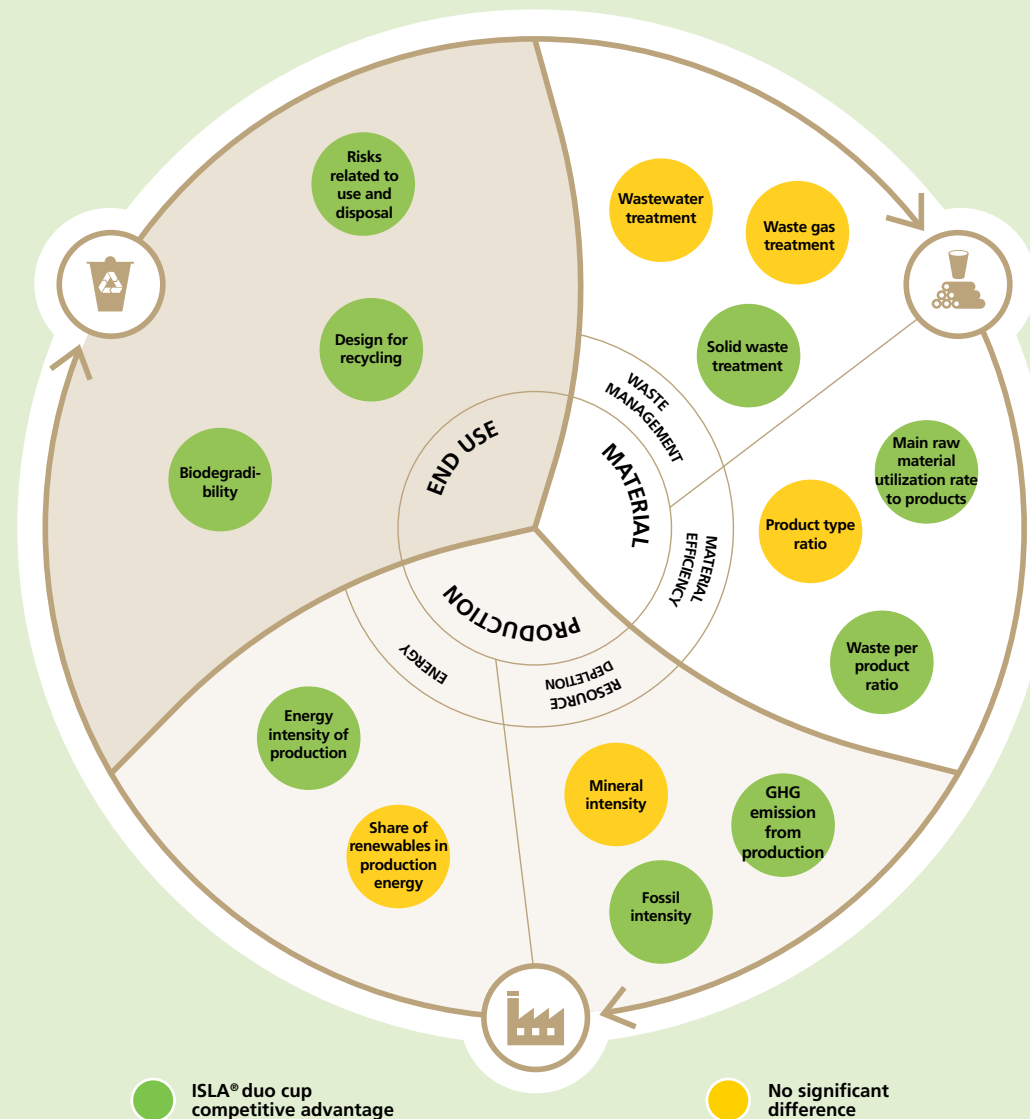 Risks
related to
use and
disposal
Design for
recycling
Biodegradi-
bility
END USE
Wastewater
treatment
Waste gas
treatment
Solid waste
treatment
WASTE
MANAGEMENT
MATERIAL
Main raw
material
utilization rate
to products
Product type
ratio
Waste per
product
ratio
MATERIAL
EFFICIENCY
PRODUCTION
ENERGY
RESOURCE
DEPLETION
Energy
intensity of
production
Share of
renewables in
production
energy
Mineral
intensity
GHG
emission
from
production
Fossil
intensity
ISLA® duo cup
competitive advantage
No significant
difference